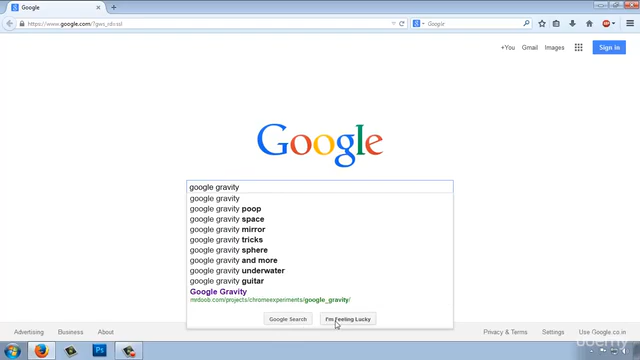 Google
https://www.google.com/?gws_rd=ssl
Google
+You Gmail Images Sign in
Google
google gravity
google gravity
google gravity poop
google gravity space
google gravity mirror
google gravity tricks
google gravity sphere
google gravity and more
google gravity underwater
google gravity guitar
Google Gravity
mrdoob.com/projects/chromeexperiments/google_gravity/
Google Search I'm Feeling Lucky
Advertising Business About Privacy & Terms Settings Use Google.co.in
udemy
Ps